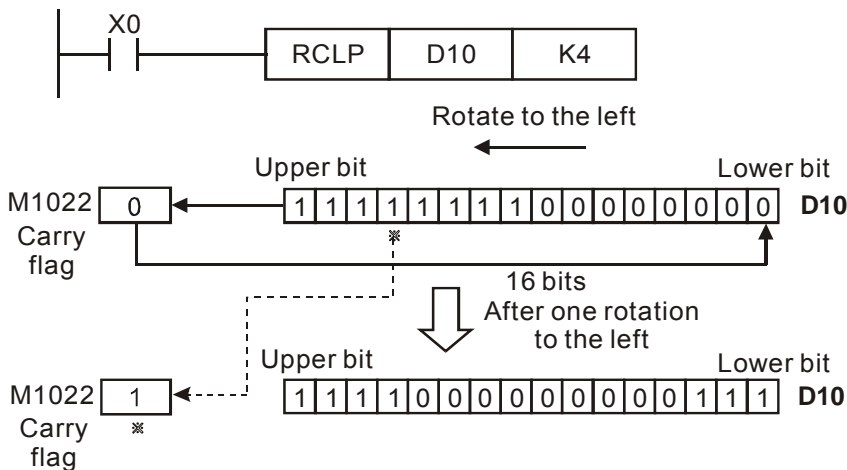 X0
RCLP D10 K4
Rotate to the left
Upper bit Lower bit
M1022 0 1 1 1 1 1 1 1 1 0 0 0 0 0 0 0 0 D10
Carry
flag
※
16 bits
After one rotation
to the left
Upper bit Lower bit
M1022 1 1 1 1 1 0 0 0 0 0 0 0 0 0 1 1 1 D10
Carry ※
flag